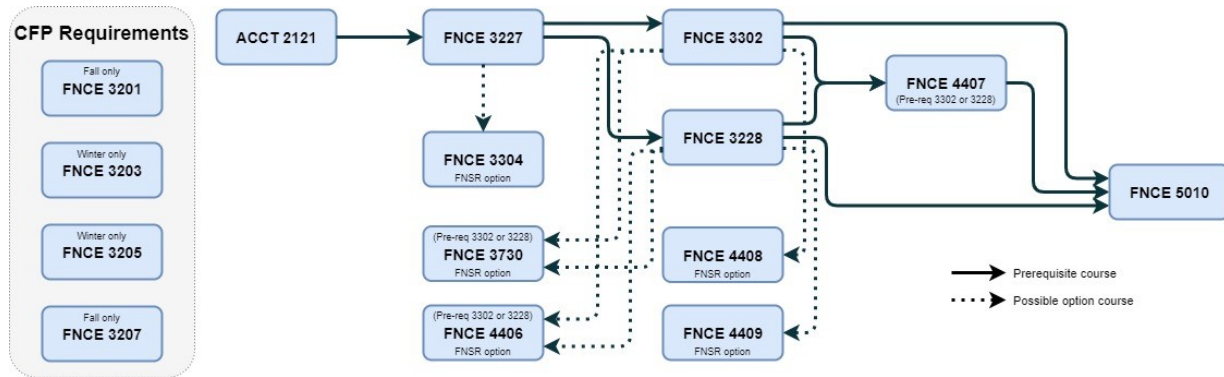 CFP Requirements
Fall only
FNCE 3201
Winter only
FNCE 3203
Winter only
FNCE 3205
Fall only
FNCE 3207
ACCT 2121
FNCE 3227
FNCE 3302
FNCE 4407
(Pre-req 3302 or 3228)
FNCE 3228
FNCE 3304
FNSR option
FNCE 5010
(Pre-req 3302 or 3228)
FNCE 3730
FNSR option
FNCE 4408
FNSR option
(Pre-req 3302 or 3228)
FNCE 4406
FNSR option
FNCE 4409
FNSR option
Prerequisite course
Possible option course